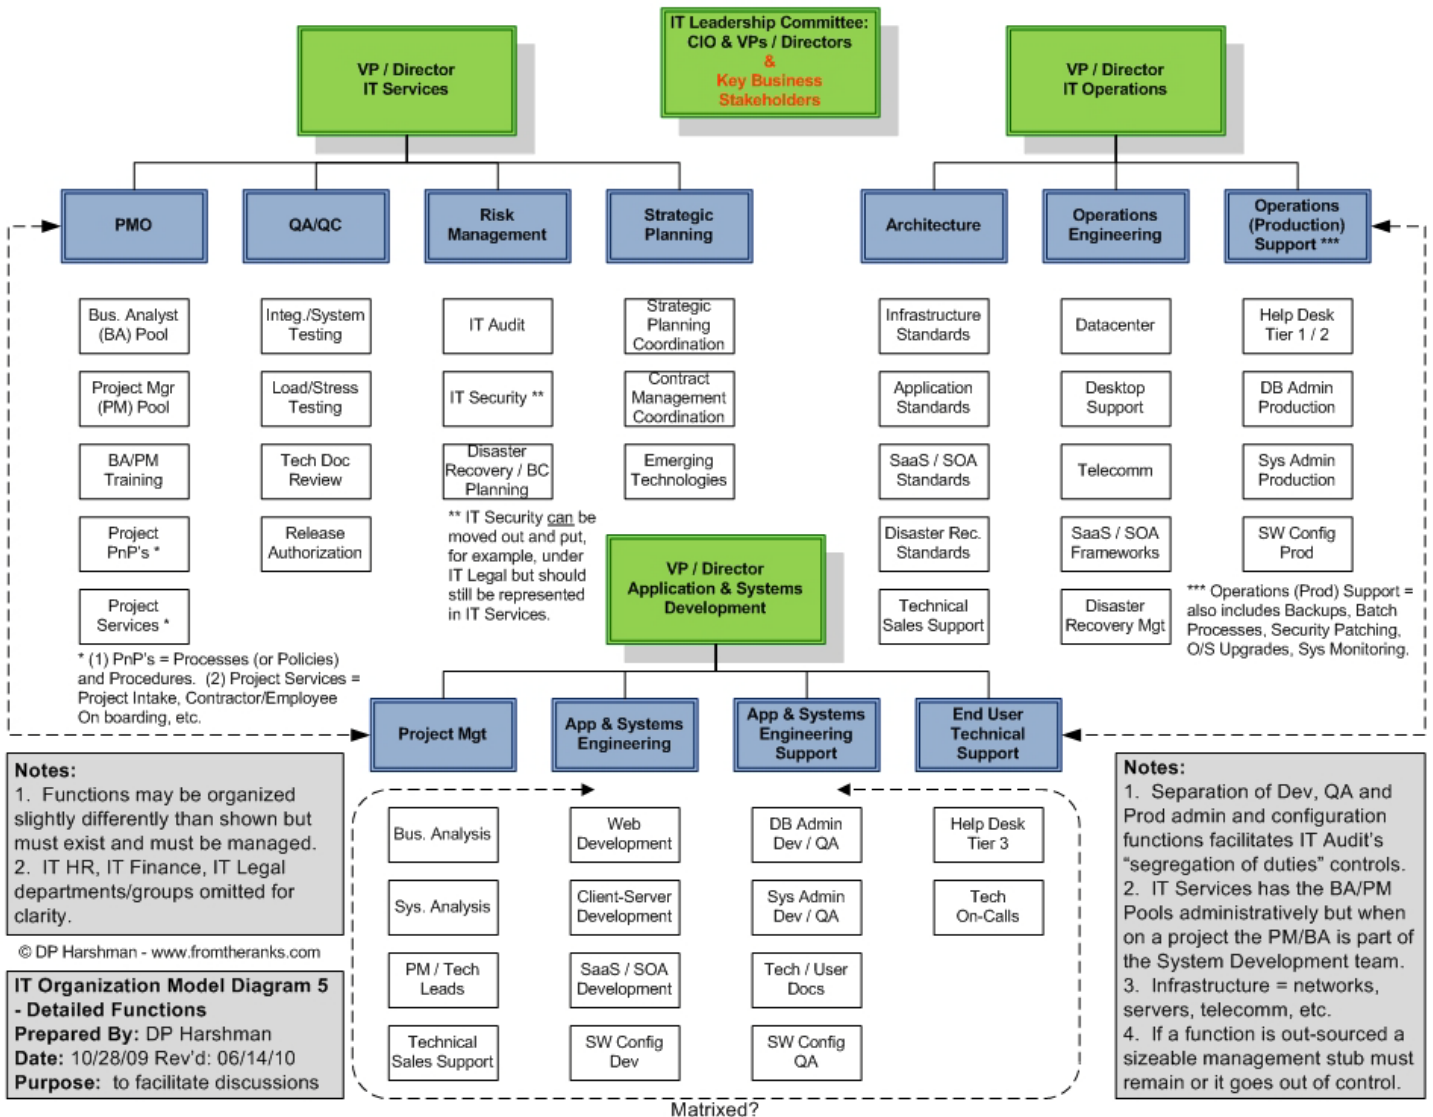 VP / Director
IT Services
IT Leadership Committee:
CIO & VPs / Directors
&
Key Business
Stakeholders
VP / Director
IT Operations
PMO
QA/QC
Risk
Management
Strategic
Planning
Architecture
Operations
Engineering
Operations
(Production)
Support ***
Bus. Analyst
(BA) Pool
Project Mgr
(PM) Pool
BA/PM
Training
Project
PnP's *
Project
Services *
* (1) PnP's = Processes (or Policies)
and Procedures.  (2) Project Services =
Project Intake, Contractor/Employee
On boarding, etc.
Integ./System
Testing
Load/Stress
Testing
Tech Doc
Review
Release
Authorization
IT Audit
IT Security **
Disaster
Recovery / BC
Planning
** IT Security can be
moved out and put,
for example, under
IT Legal but should
still be represented
in IT Services.
Strategic
Planning
Coordination
Contract
Management
Coordination
Emerging
Technologies
Infrastructure
Standards
Application
Standards
SaaS / SOA
Standards
Disaster Rec.
Standards
Technical
Sales Support
Datacenter
Desktop
Support
Telecomm
SaaS / SOA
Frameworks
Disaster
Recovery Mgt
Help Desk
Tier 1 / 2
DB Admin
Production
Sys Admin
Production
SW Config
Prod
*** Operations (Prod) Support =
also includes Backups, Batch
Processes, Security Patching,
O/S Upgrades, Sys Monitoring.
VP / Director
Application & Systems
Development
Project Mgt
App & Systems
Engineering
App & Systems
Engineering
Support
End User
Technical
Support
Bus. Analysis
Sys. Analysis
PM / Tech
Leads
Technical
Sales Support
Web
Development
Client-Server
Development
SaaS / SOA
Development
SW Config
Dev
DB Admin
Dev / QA
Sys Admin
Dev / QA
Tech / User
Docs
SW Config
QA
Help Desk
Tier 3
Tech
On-Calls
Matrixed?
Notes:
1.  Functions may be organized
slightly differently than shown but
must exist and must be managed.
2.  IT HR, IT Finance, IT Legal
departments/groups omitted for
clarity.
© DP Harshman - www.fromtheranks.com
IT Organization Model Diagram 5
- Detailed Functions
Prepared By: DP Harshman
Date: 10/28/09 Rev'd: 06/14/10
Purpose:  to facilitate discussions
Notes:
1.  Separation of Dev, QA and
Prod admin and configuration
functions facilitates IT Audit's
“segregation of duties” controls.
2.  IT Services has the BA/PM
Pools administratively but when
on a project the PM/BA is part of
the System Development team.
3.  Infrastructure = networks,
servers, telecomm, etc.
4.  If a function is out-sourced a
sizeable management stub must
remain or it goes out of control.